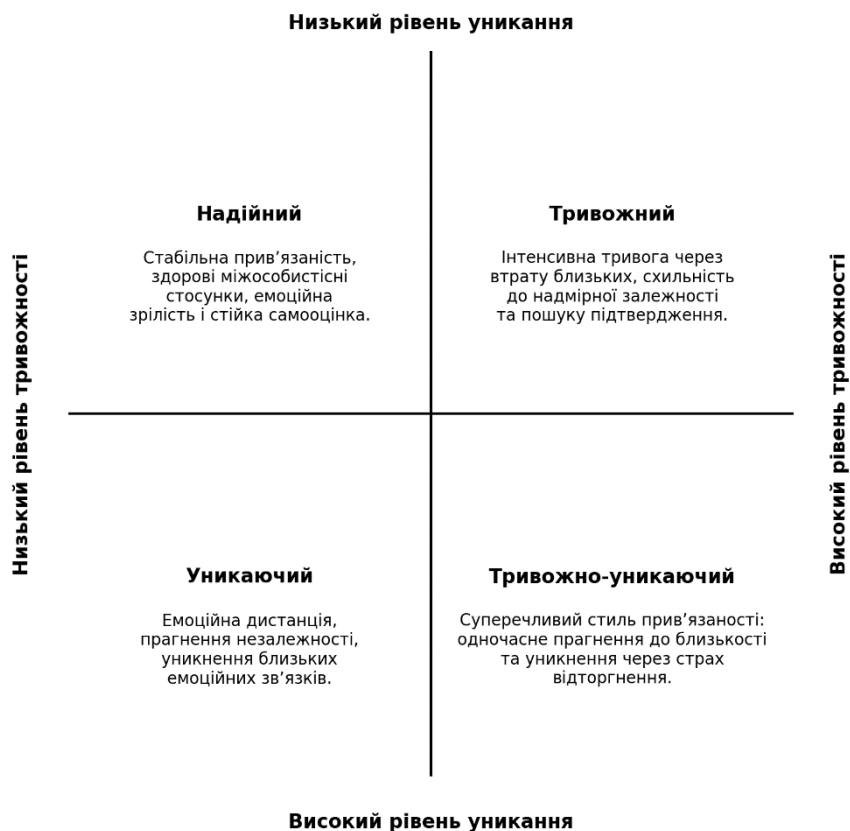 Низький рівень уникання
Низький рівень тривожності
Високий рівень тривожності
Надійний
Стабільна прив’язаність,
здорові міжособистісні
стосунки, емоційна
зрілість і стійка самооцінка.
Тривожний
Інтенсивна тривога через
втрату близьких, схильність
до надмірної залежності
та пошуку підтвердження.
Уникаючий
Емоційна дистанція,
прагнення незалежності,
уникнення близьких
емоційних зв’язків.
Тривожно-уникаючий
Суперечливий стиль прив’язаності:
одночасне прагнення до близькості
та уникнення через страх
відторгнення.
Високий рівень уникання